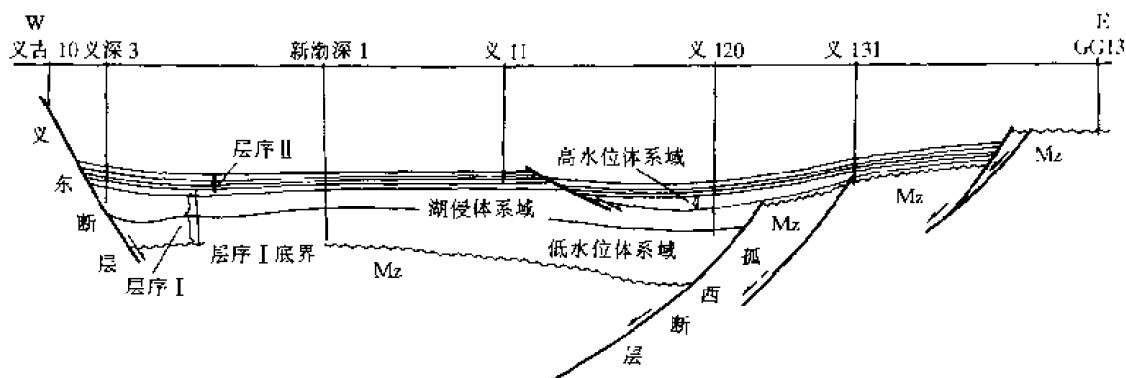 W
E
义古 10 义深 3
新渤深 1
义 11
义 120
义 131
GG13
义东断层
层序 Ⅱ
高水位体系域
湖侵体系域
低水位体系域
层序 Ⅰ 底界
层序 Ⅰ
孤西断层
Mz
Mz
Mz
Mz